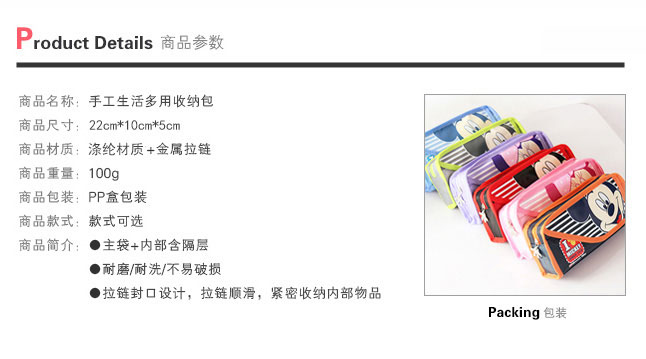 Product Details 商品参数
商品名称：手工生活多用收纳包
商品尺寸：22cm*10cm*5cm
商品材质：涤纶材质+金属拉链
商品重量：100g
商品包装：PP盒包装
商品款式：款式可选
商品简介：●主袋+内部含隔层
●耐磨/耐洗/不易破损
●拉链封口设计，拉链顺滑，紧密收纳内部物品
Packing 包装